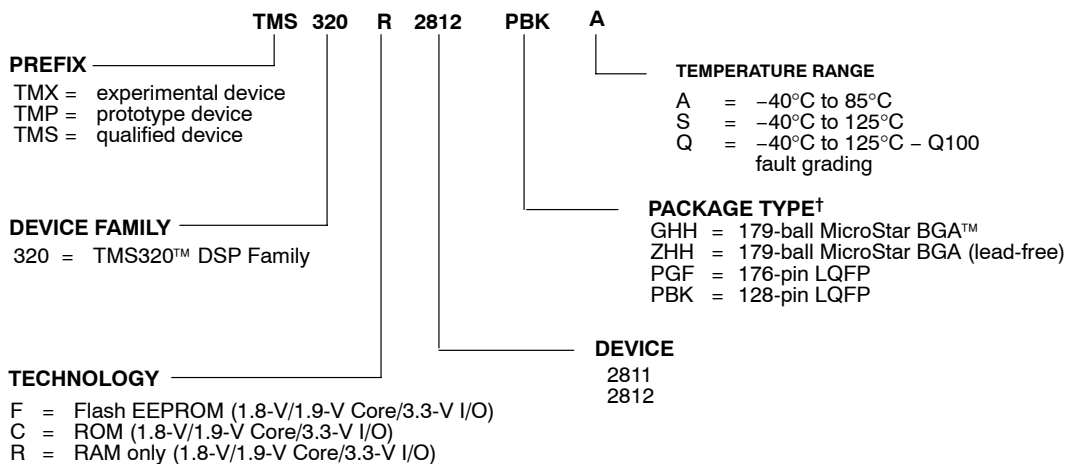 TMS 320 R 2812 PBK A
PREFIX
TMX = experimental device
TMP = prototype device
TMS = qualified device
TEMPERATURE RANGE
A = −40°C to 85°C
S = −40°C to 125°C
Q = −40°C to 125°C − Q100
fault grading
PACKAGE TYPE†
GHH = 179-ball MicroStar BGA™
ZHH = 179-ball MicroStar BGA (lead-free)
PGF = 176-pin LQFP
PBK = 128-pin LQFP
DEVICE FAMILY
320 = TMS320™ DSP Family
DEVICE
2811
2812
TECHNOLOGY
F = Flash EEPROM (1.8-V/1.9-V Core/3.3-V I/O)
C = ROM (1.8-V/1.9-V Core/3.3-V I/O)
R = RAM only (1.8-V/1.9-V Core/3.3-V I/O)